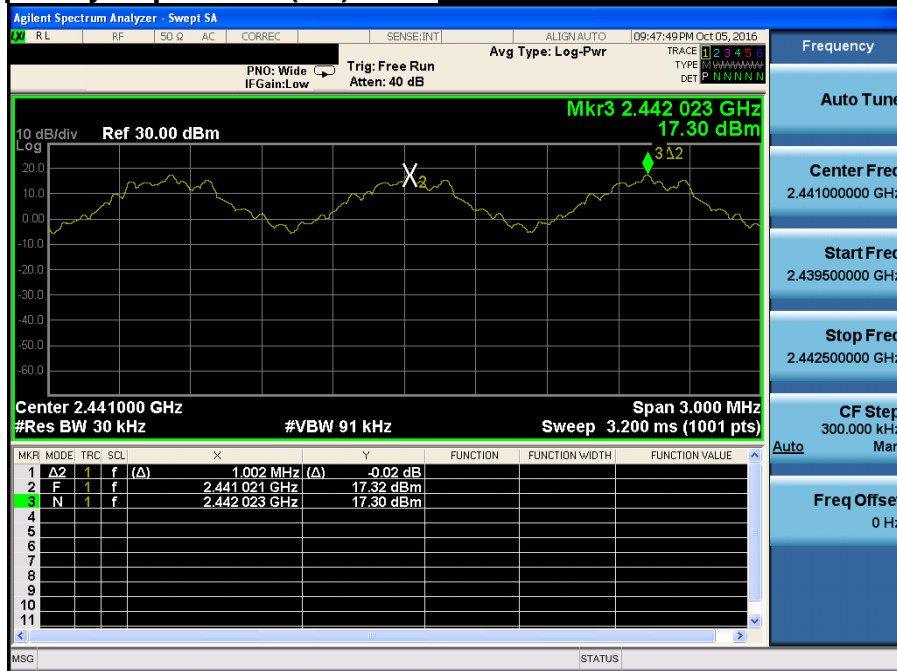 Agilent Spectrum Analyzer - Swept SA
LXI RL RF 50 Ω AC CORREC SENSE:INT ALIGN AUTO 09:47:49 PM Oct 05, 2016
Avg Type: Log-Pwr TRACE 1 2 3 4 5 6
PNO: Wide Trig: Free Run TYPE M W W W W W
IFGain:Low Atten: 40 dB DET P N N N N N
Mkr3 2.442 023 GHz
10 dB/div Ref 30.00 dBm 17.30 dBm
Log
3Δ2
20.0
2
10.0
0.00
-10.0
-20.0
-30.0
-40.0
-50.0
-60.0
Center 2.441000 GHz Span 3.000 MHz
#Res BW 30 kHz #VBW 91 kHz Sweep 3.200 ms (1001 pts)
MKR MODE TRC SCL X Y FUNCTION FUNCTION WIDTH FUNCTION VALUE
1 Δ2 1 f (Δ) 1.002 MHz (Δ) -0.02 dB
2 F 1 f 2.441 021 GHz 17.32 dBm
3 N 1 f 2.442 023 GHz 17.30 dBm
4
5
6
7
8
9
10
11
MSG STATUS
Frequency
Auto Tune
Center Freq
2.441000000 GHz
Start Freq
2.439500000 GHz
Stop Freq
2.442500000 GHz
CF Step
300.000 kHz
Auto Man
Freq Offset
0 Hz